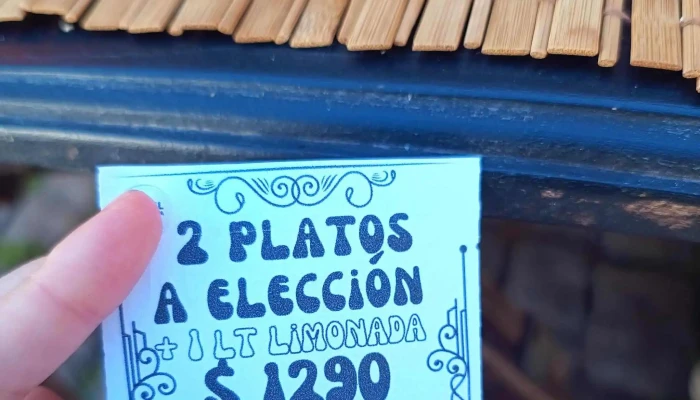 2 PLATOS
A ELECCIÓN
+ 1 LT LIMONADA
$ 1290